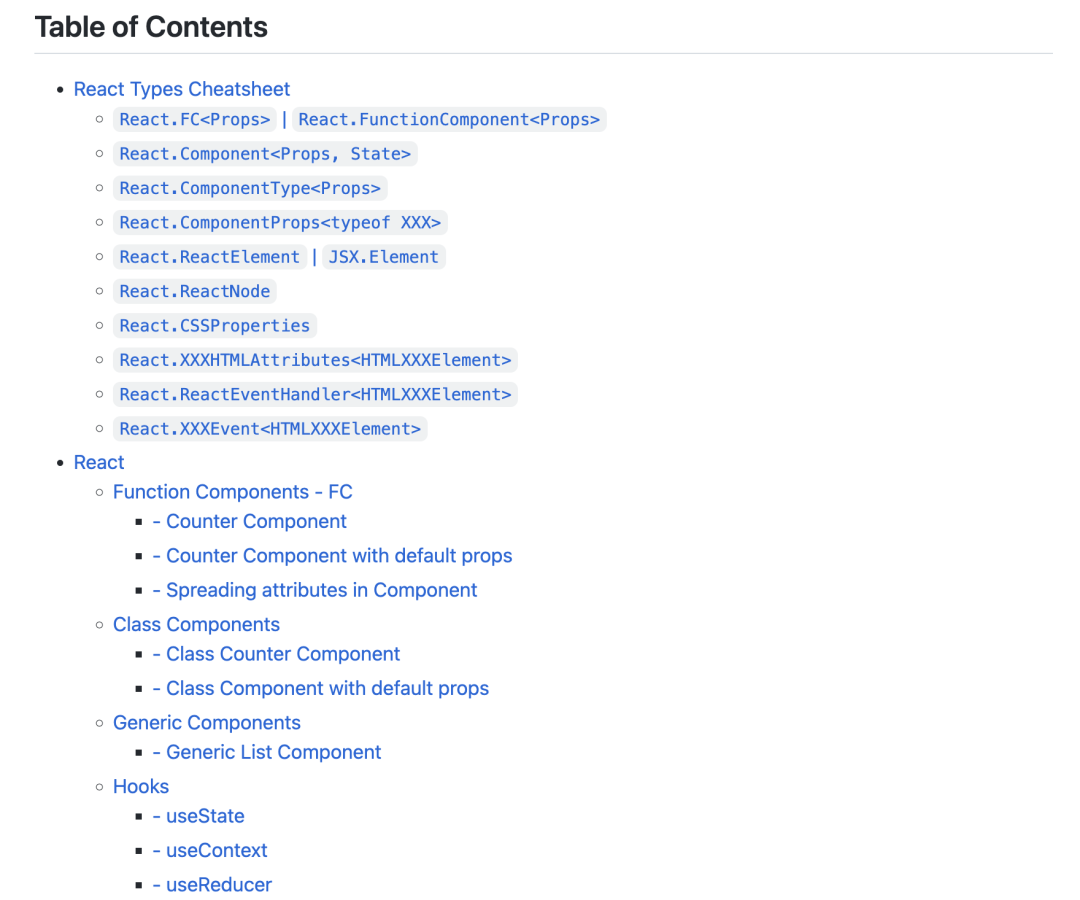 Table of Contents
React Types Cheatsheet
React.FC<Props> | React.FunctionComponent<Props>
React.Component<Props, State>
React.ComponentType<Props>
React.ComponentProps<typeof XXX>
React.ReactElement | JSX.Element
React.ReactNode
React.CSSProperties
React.XXXHTMLAttributes<HTMLXXXElement>
React.ReactEventHandler<HTMLXXXElement>
React.XXXEvent<HTMLXXXElement>
React
Function Components - FC
- Counter Component
- Counter Component with default props
- Spreading attributes in Component
Class Components
- Class Counter Component
- Class Component with default props
Generic Components
- Generic List Component
Hooks
- useState
- useContext
- useReducer